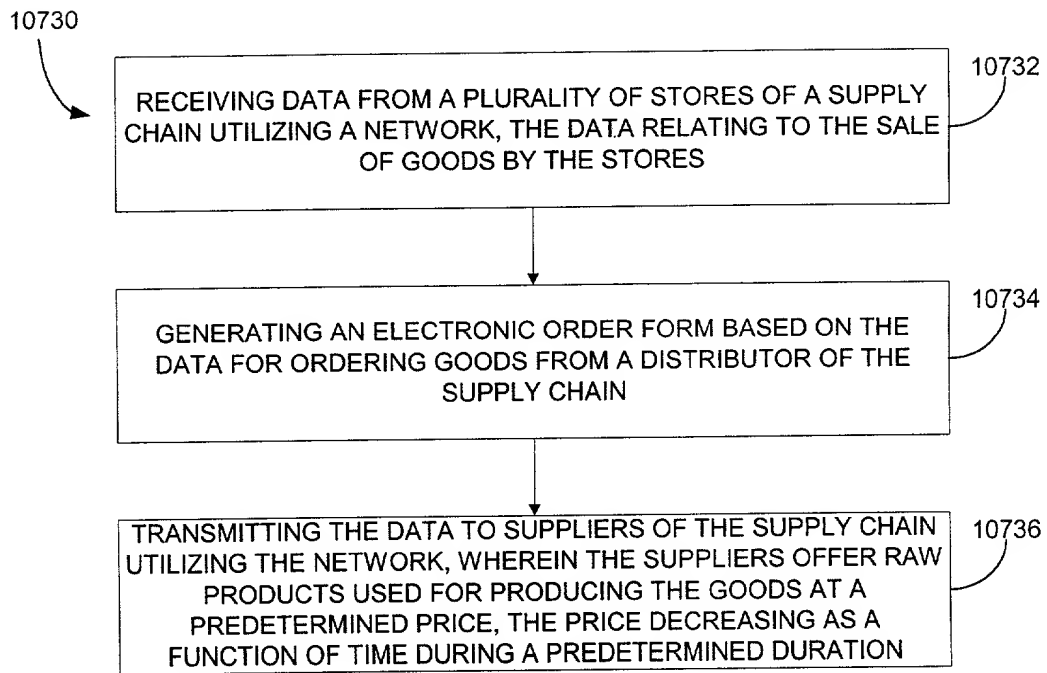 10730
10732
RECEIVING DATA FROM A PLURALITY OF STORES OF A SUPPLY
CHAIN UTILIZING A NETWORK, THE DATA RELATING TO THE SALE
OF GOODS BY THE STORES
10734
GENERATING AN ELECTRONIC ORDER FORM BASED ON THE
DATA FOR ORDERING GOODS FROM A DISTRIBUTOR OF THE
SUPPLY CHAIN
10736
TRANSMITTING THE DATA TO SUPPLIERS OF THE SUPPLY CHAIN
UTILIZING THE NETWORK, WHEREIN THE SUPPLIERS OFFER RAW
PRODUCTS USED FOR PRODUCING THE GOODS AT A
PREDETERMINED PRICE, THE PRICE DECREASING AS A
FUNCTION OF TIME DURING A PREDETERMINED DURATION